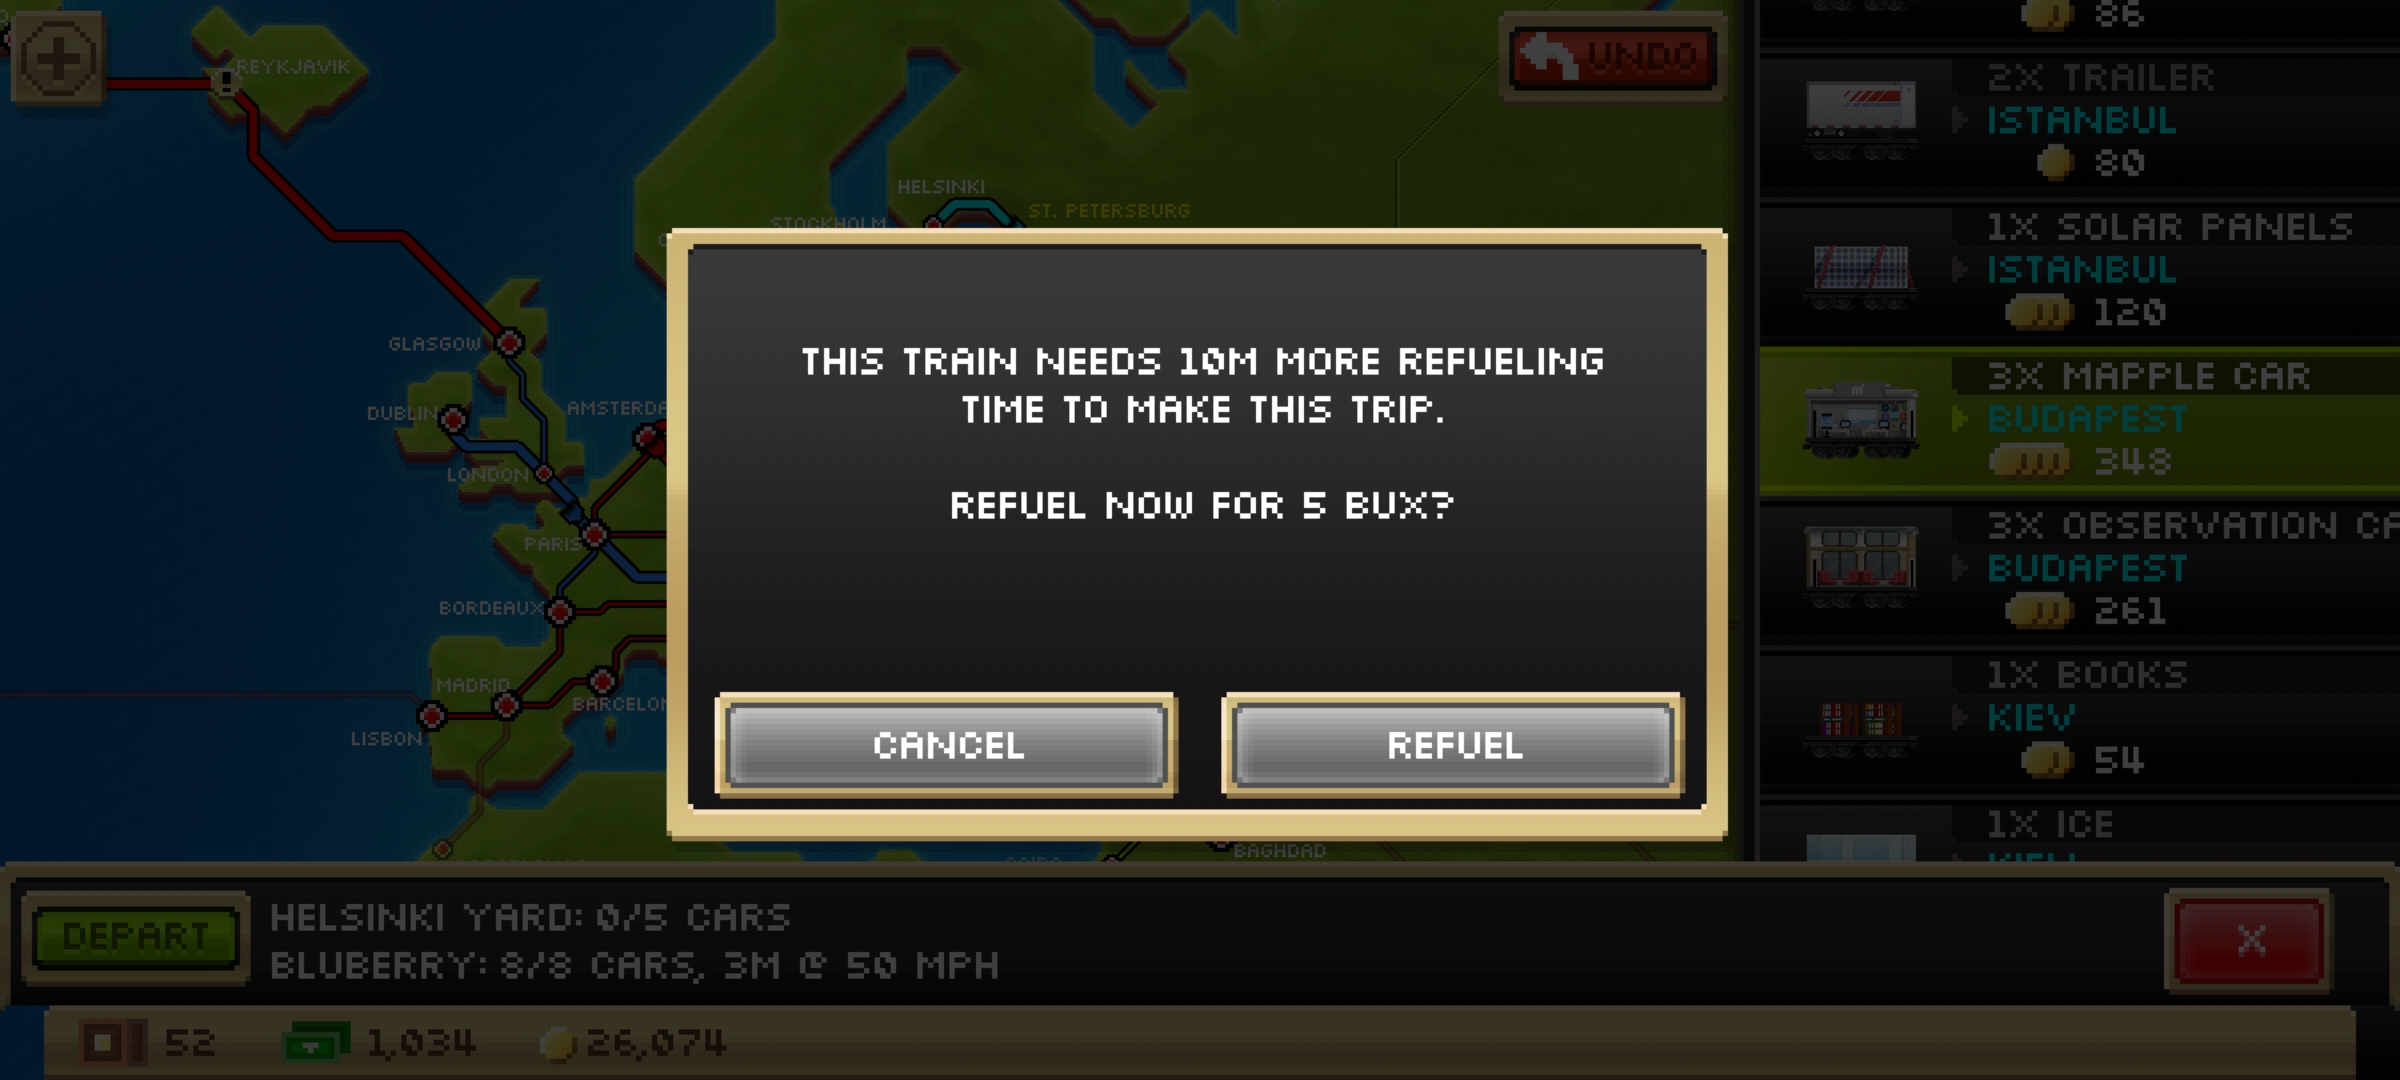 REYKJAVIK
UNDO
86
2X TRAILER
ISTANBUL
80
HELSINKI
ST. PETERSBURG
STOCKHOLM
1X SOLAR PANELS
ISTANBUL
120
GLASGOW
THIS TRAIN NEEDS 10M MORE REFUELING
TIME TO MAKE THIS TRIP.
REFUEL NOW FOR 5 BUX?
3X MAPPLE CAR
BUDAPEST
348
DUBLIN
AMSTERDA
LONDON
PARIS
3X OBSERVATION CA
BUDAPEST
261
BORDEAUX
MADRID
BARCELON
LISBON
1X BOOKS
KIEV
54
CANCEL
REFUEL
1X ICE
KIEV
CAIRO
BAGHDAD
DEPART
HELSINKI YARD: 0/5 CARS
BLUBERRY: 8/8 CARS, 3M @ 50 MPH
X
52
1,034
26,074